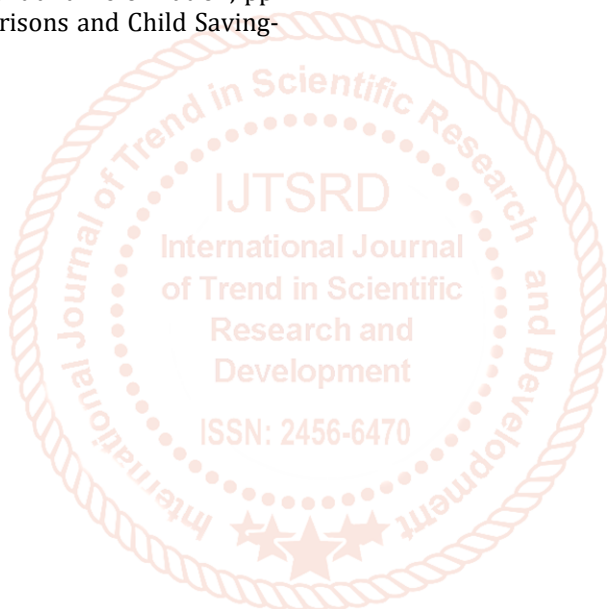 risons and Child Saving-
International Journal of Trend in Scientific Research and Development
IJTSRD
International Journal
of Trend in Scientific
Research and
Development
ISSN: 2456-6470